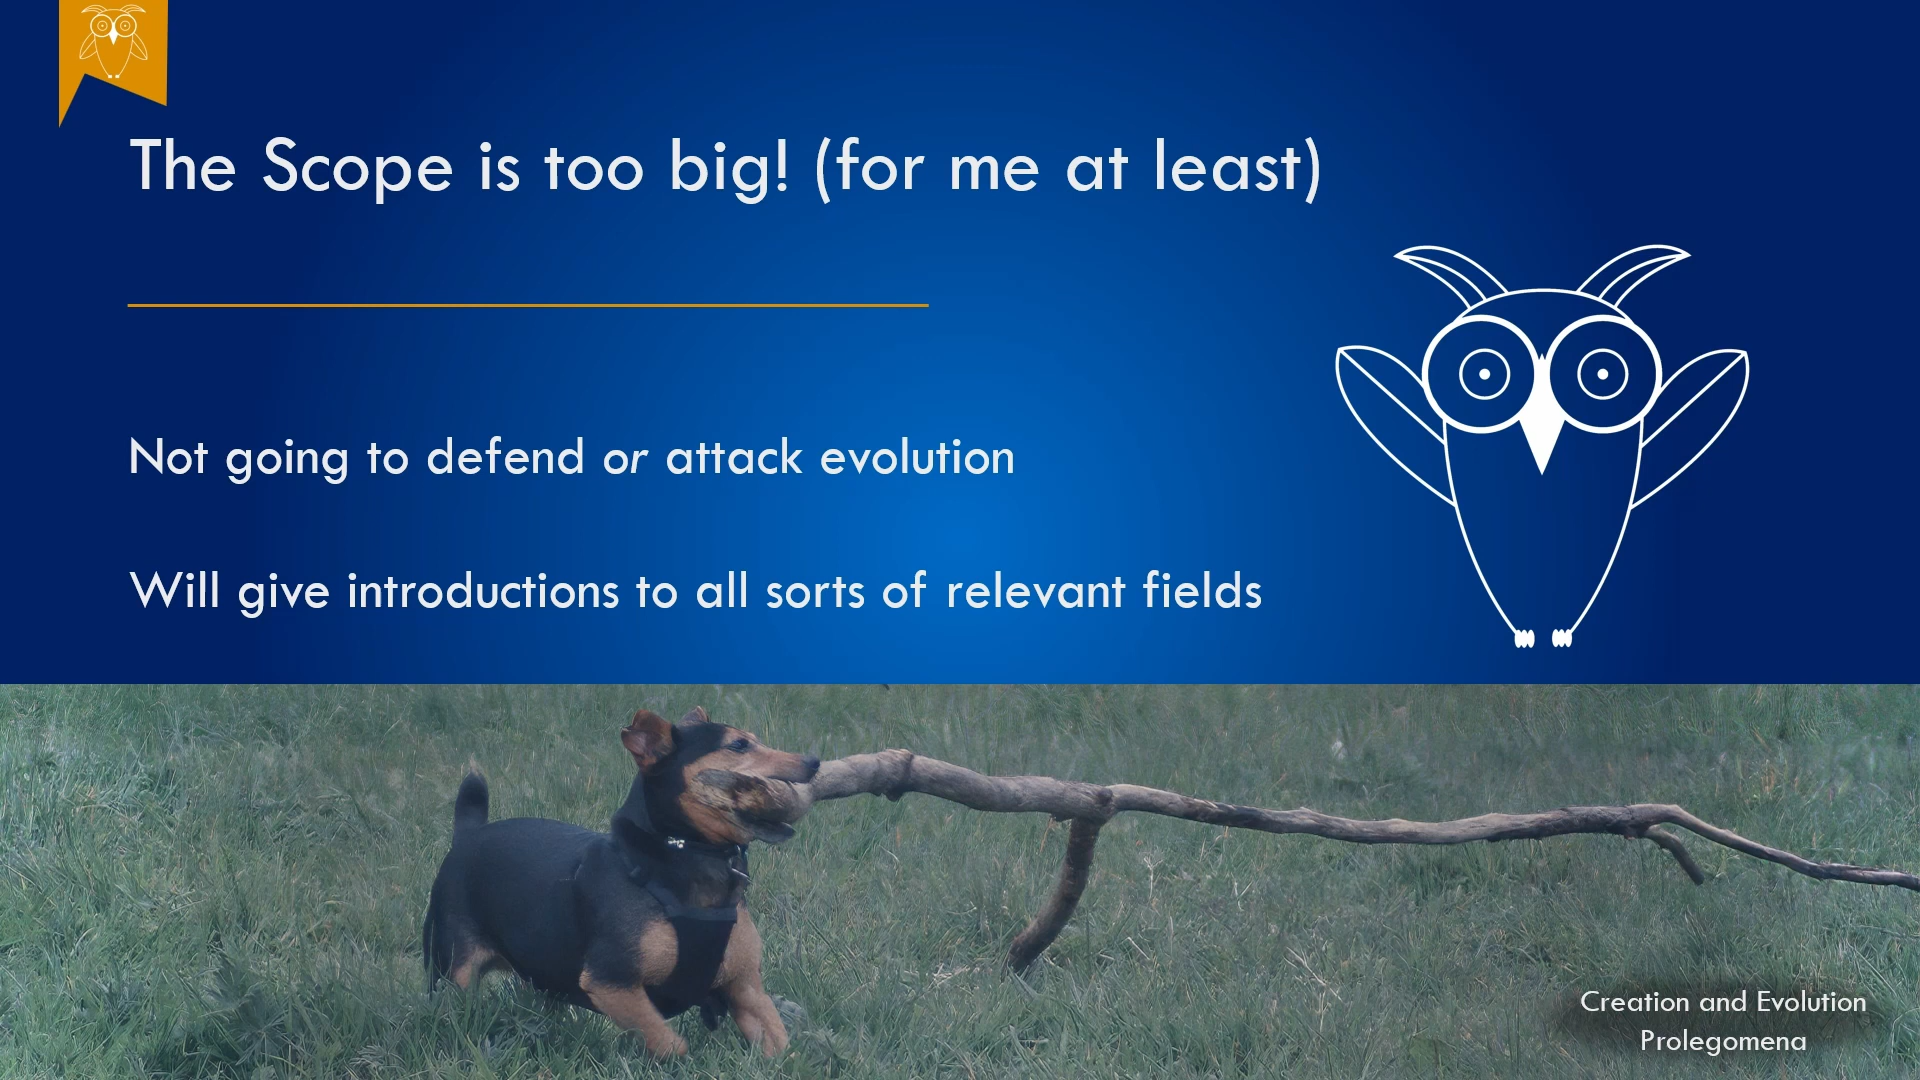 The Scope is too big! (for me at least)
Not going to defend or attack evolution
Will give introductions to all sorts of relevant fields
Creation and Evolution
Prolegomena